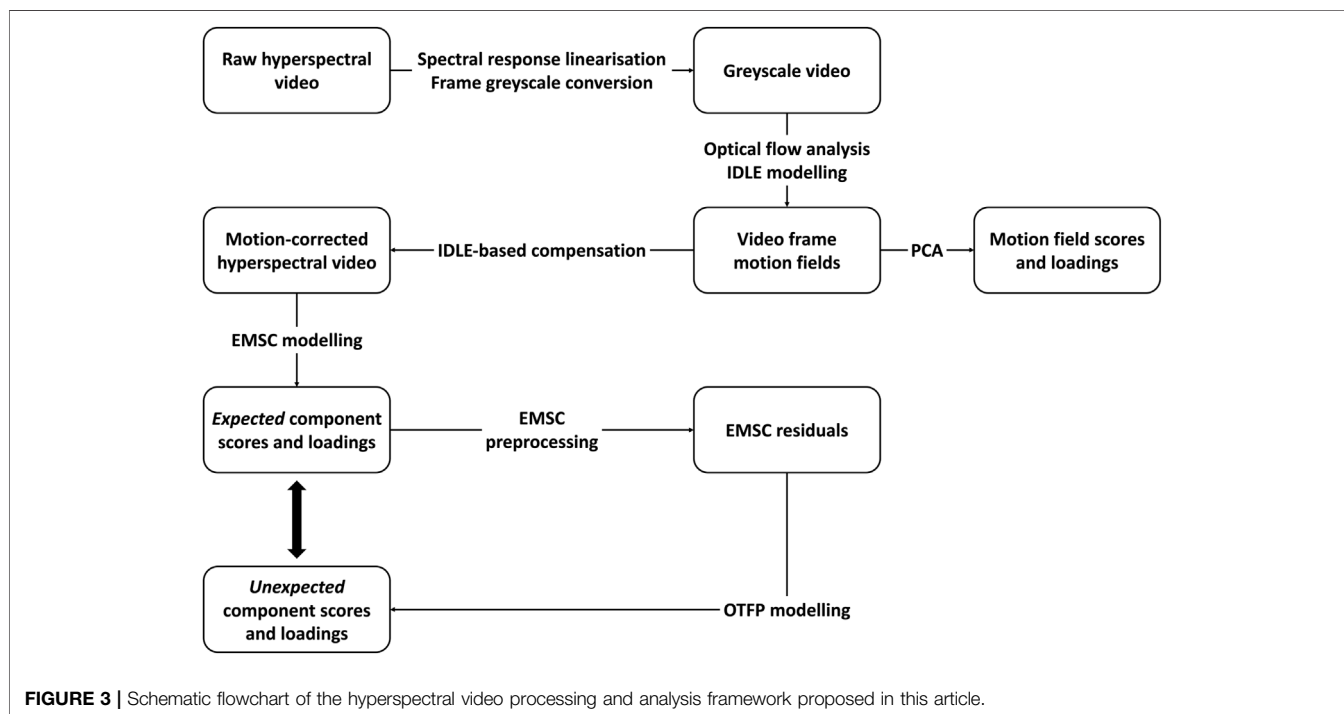 Raw hyperspectral
video
Spectral response linearisation
Frame greyscale conversion
Greyscale video
Optical flow analysis
IDLE modelling
Motion-corrected
hyperspectral video
IDLE-based compensation
Video frame
motion fields
PCA
Motion field scores
and loadings
EMSC modelling
Expected component
scores and loadings
EMSC
preprocessing
EMSC residuals
Unexpected
component scores
and loadings
OTFP modelling
FIGURE 3 | Schematic flowchart of the hyperspectral video processing and analysis framework proposed in this article.